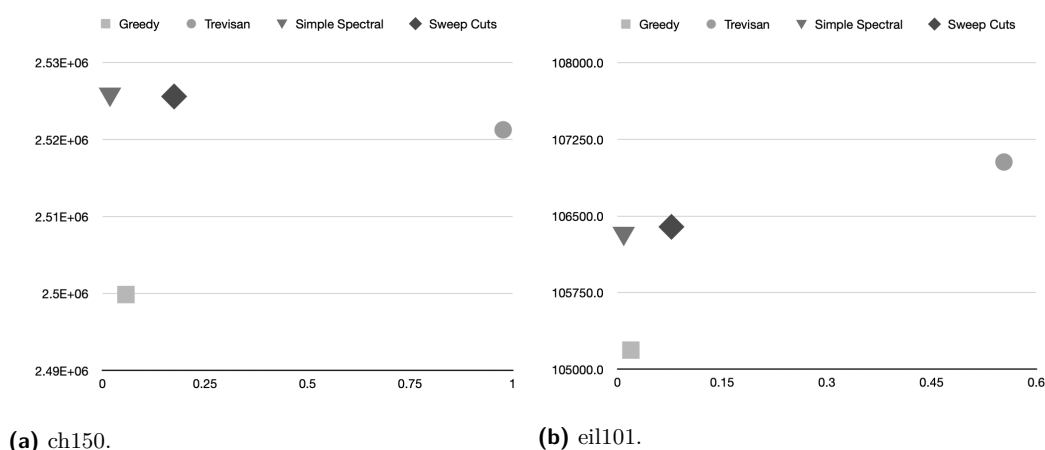 Greedy Trevisan Simple Spectral Sweep Cuts
2.53E+06
2.52E+06
2.51E+06
2.5E+06
2.49E+06
0 0.25 0.5 0.75 1
(a) ch150.
Greedy Trevisan Simple Spectral Sweep Cuts
108000.0
107250.0
106500.0
105750.0
105000.0
0 0.15 0.3 0.45 0.6
(b) eil101.